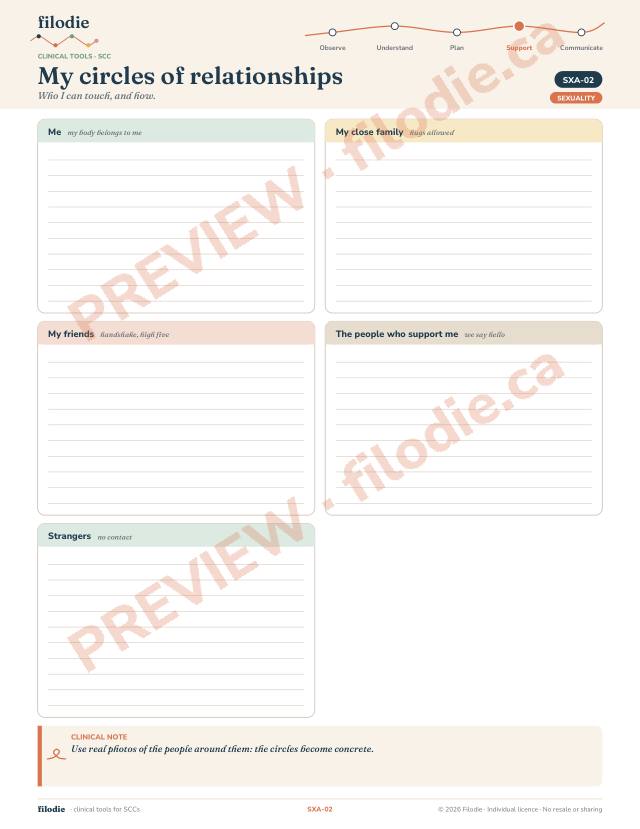 filodie
CLINICAL TOOLS · SCC
Observe Understand Plan Support Communicate
My circles of relationships
Who I can touch, and how.
SXA-02
SEXUALITY
Me my body belongs to me
My close family hugs allowed
My friends handshake, high five
The people who support me we say hello
Strangers no contact
PREVIEW · filodie.ca
PREVIEW · filodie.ca
CLINICAL NOTE
Use real photos of the people around them: the circles become concrete.
filodie · clinical tools for SCCs
SXA-02
© 2026 Filodie · Individual licence · No resale or sharing